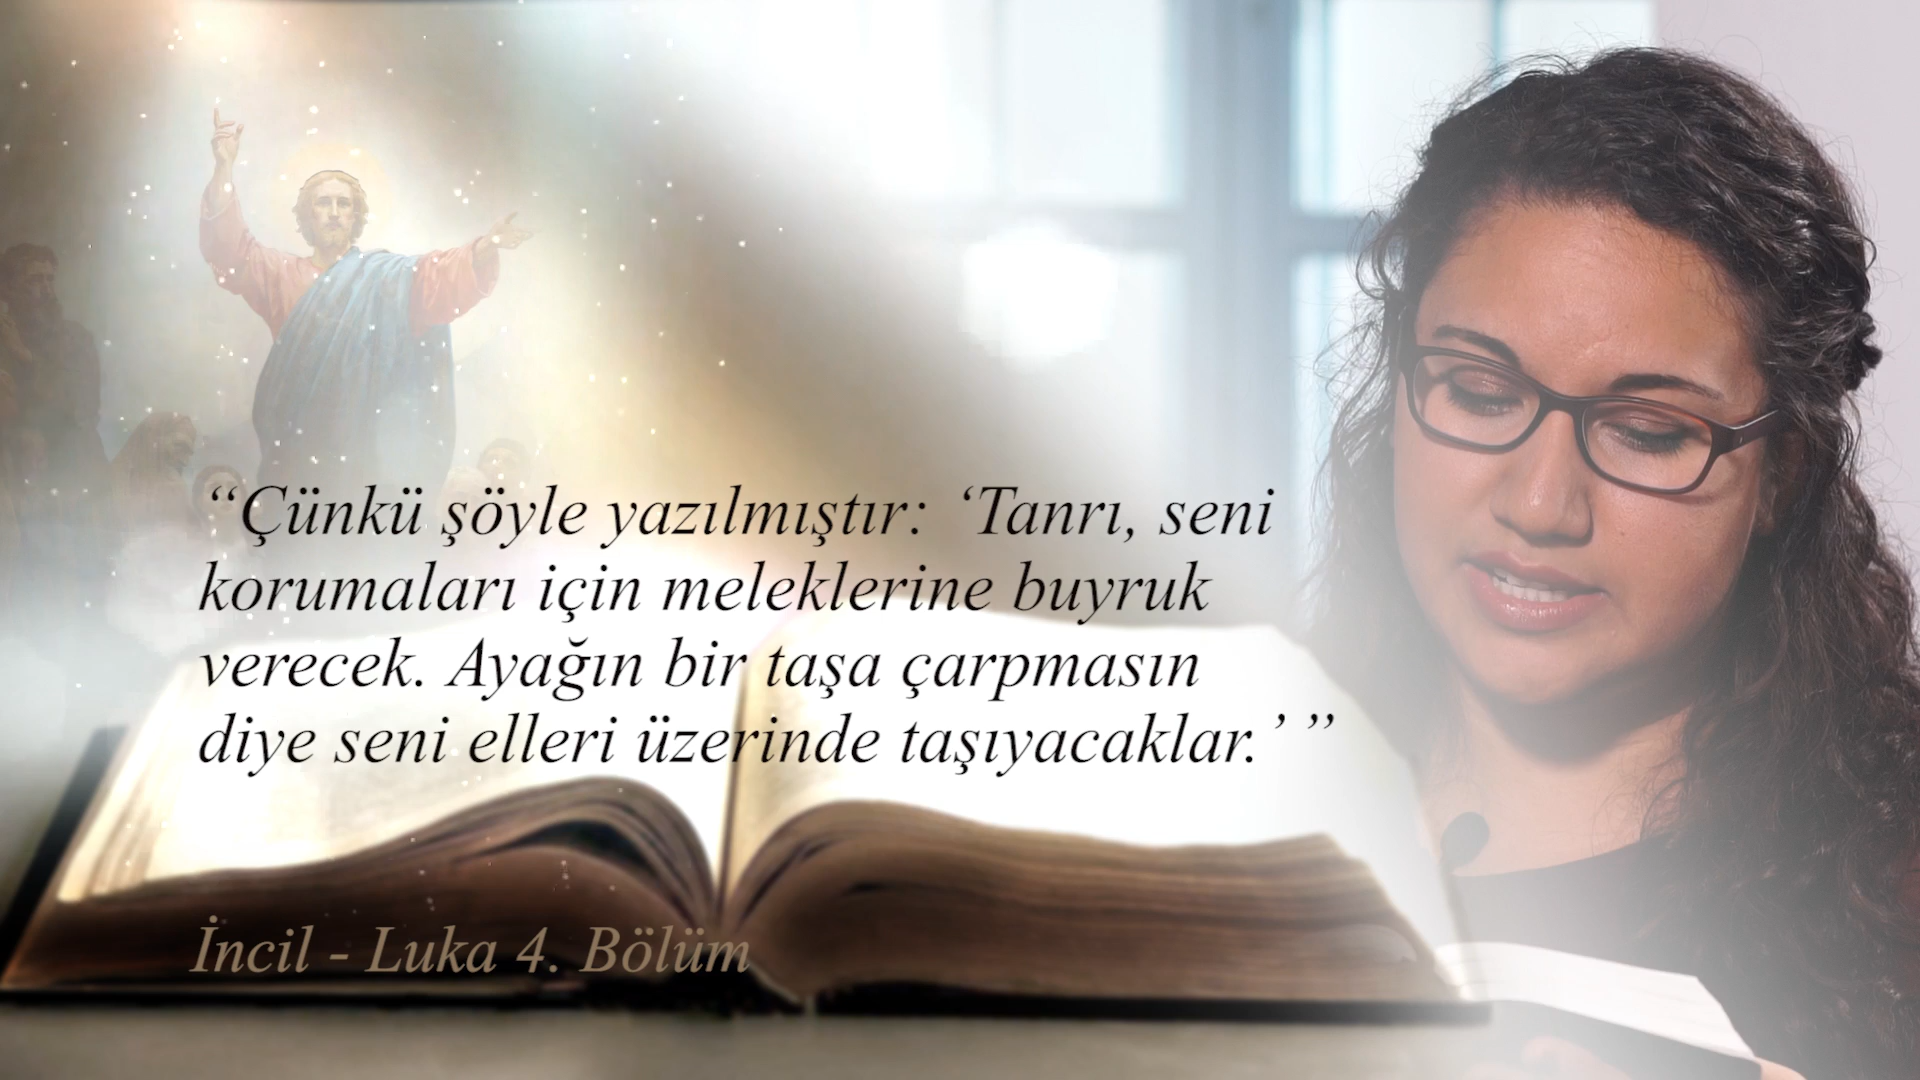 “Çünkü şöyle yazılmıştır: ‘Tanrı, seni
korumaları için meleklerine buyruk
verecek. Ayağın bir taşa çarpmasın
diye seni elleri üzerinde taşıyacaklar.’ ”
İncil - Luka 4. Bölüm